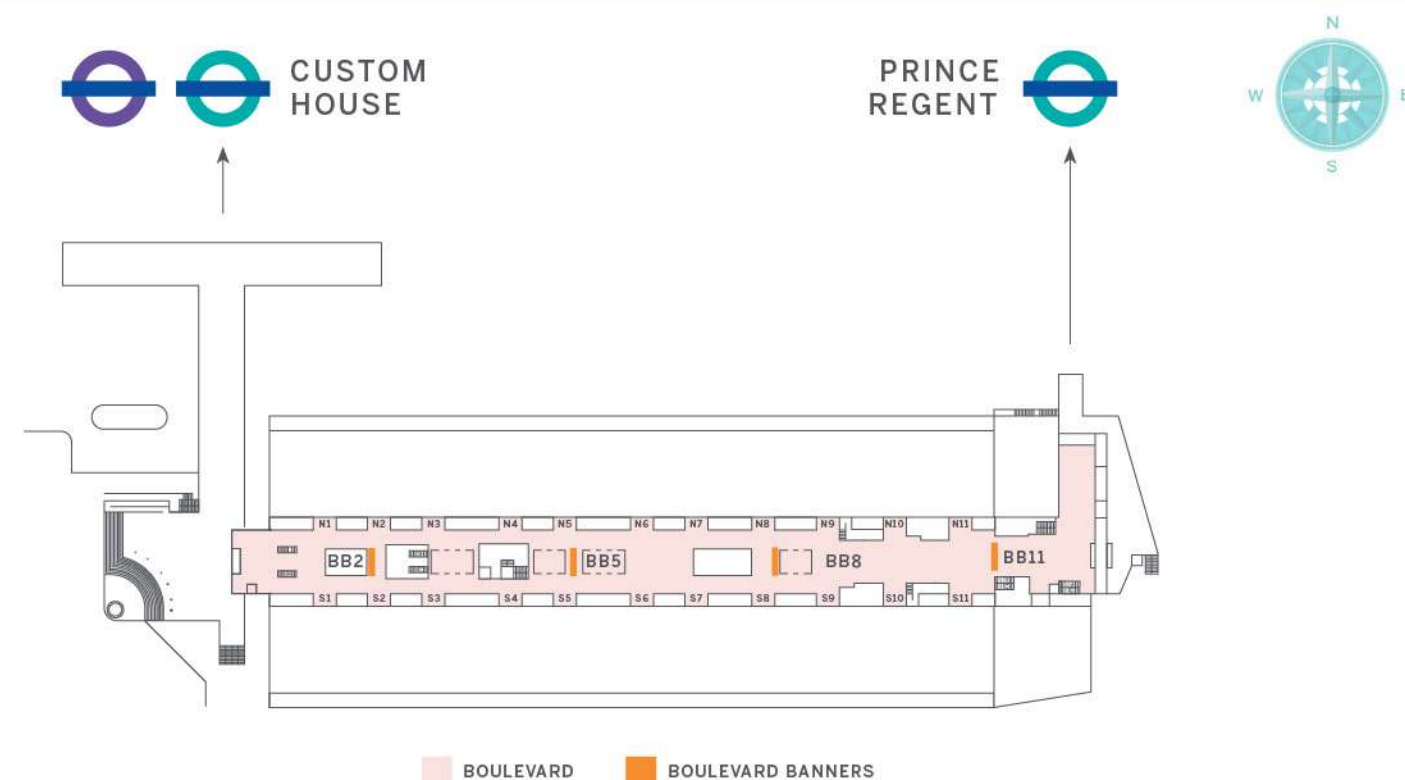 CUSTOM
HOUSE
PRINCE
REGENT
N
W
E
S
N1 N2 N3 N4 N5 N6 N7 N8 N9 N10 N11
BB2 BB5 BB8 BB11
S1 S2 S3 S4 S5 S6 S7 S8 S9 S10 S11
BOULEVARD BOULEVARD BANNERS